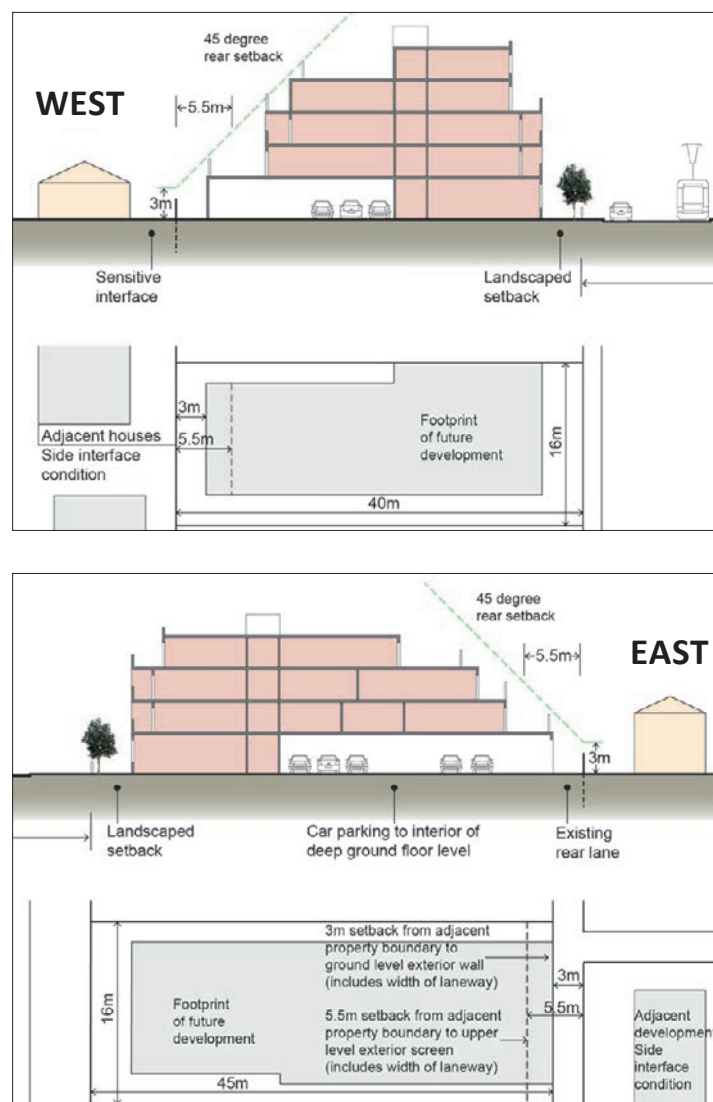 45 degree
rear setback
WEST
5.5m
3m
Sensitive
interface
Landscaped
setback
3m
Adjacent houses
Side interface
condition
5.5m
Footprint
of future
development
16m
40m
45 degree
rear setback
5.5m
EAST
3m
Landscaped
setback
Car parking to interior of
deep ground floor level
Existing
rear lane
3m setback from adjacent
property boundary to
ground level exterior wall
(includes width of laneway)
3m
16m
Footprint
of future
development
5.5m setback from adjacent
property boundary to upper
level exterior screen
(includes width of laneway)
5.5m
Adjacent
development
Side
interface
condition
45m